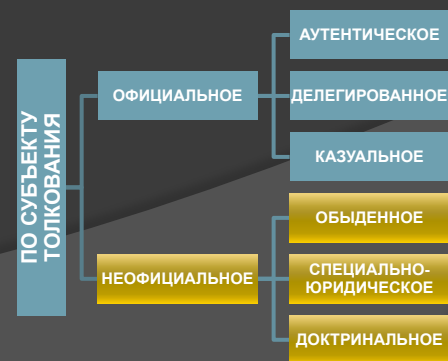 ПО СУБЪЕКТУ
ТОЛКОВАНИЯ
ОФИЦИАЛЬНОЕ
АУТЕНТИЧЕСКОЕ
ДЕЛЕГИРОВАННОЕ
КАЗУАЛЬНОЕ
НЕОФИЦИАЛЬНОЕ
ОБЫДЕННОЕ
СПЕЦИАЛЬНО-
ЮРИДИЧЕСКОЕ
ДОКТРИНАЛЬНОЕ